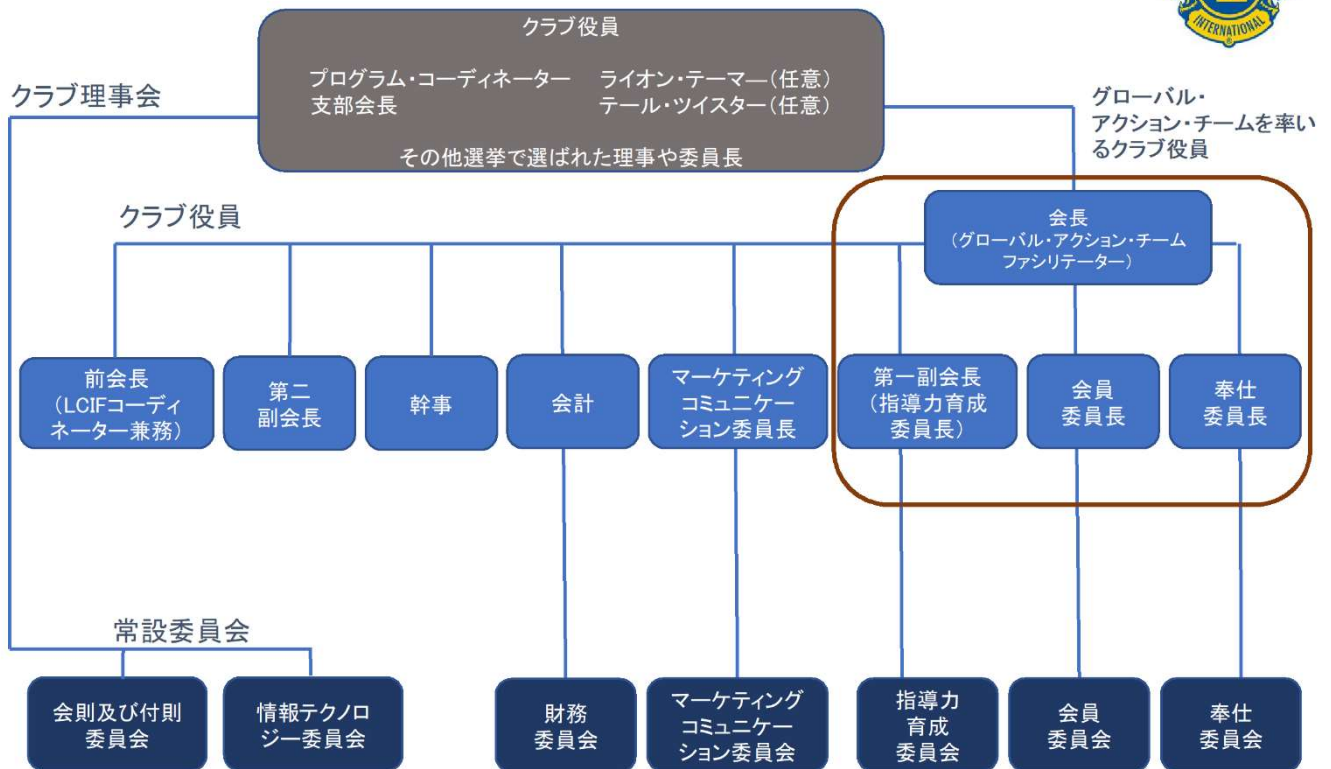 クラブ役員
プログラム・コーディネーター　ライオン・テーマ―(任意)
支部会長　テール・ツイスター(任意)
その他選挙で選ばれた理事や委員長
INTERNATIONAL
®
クラブ理事会
グローバル・
アクション・チームを率い
るクラブ役員
クラブ役員
会長
(グローバル・アクション・チーム
ファシリテーター)
前会長
(LCIFコーディ
ネーター兼務)
第二
副会長
幹事
会計
マーケティング
コミュニケー
ション委員長
第一副会長
(指導力育成
委員長)
会員
委員長
奉仕
委員長
常設委員会
会則及び付則
委員会
情報テクノロ
ジー委員会
財務
委員会
マーケティング
コミュニケー
ション委員会
指導力
育成
委員会
会員
委員会
奉仕
委員会